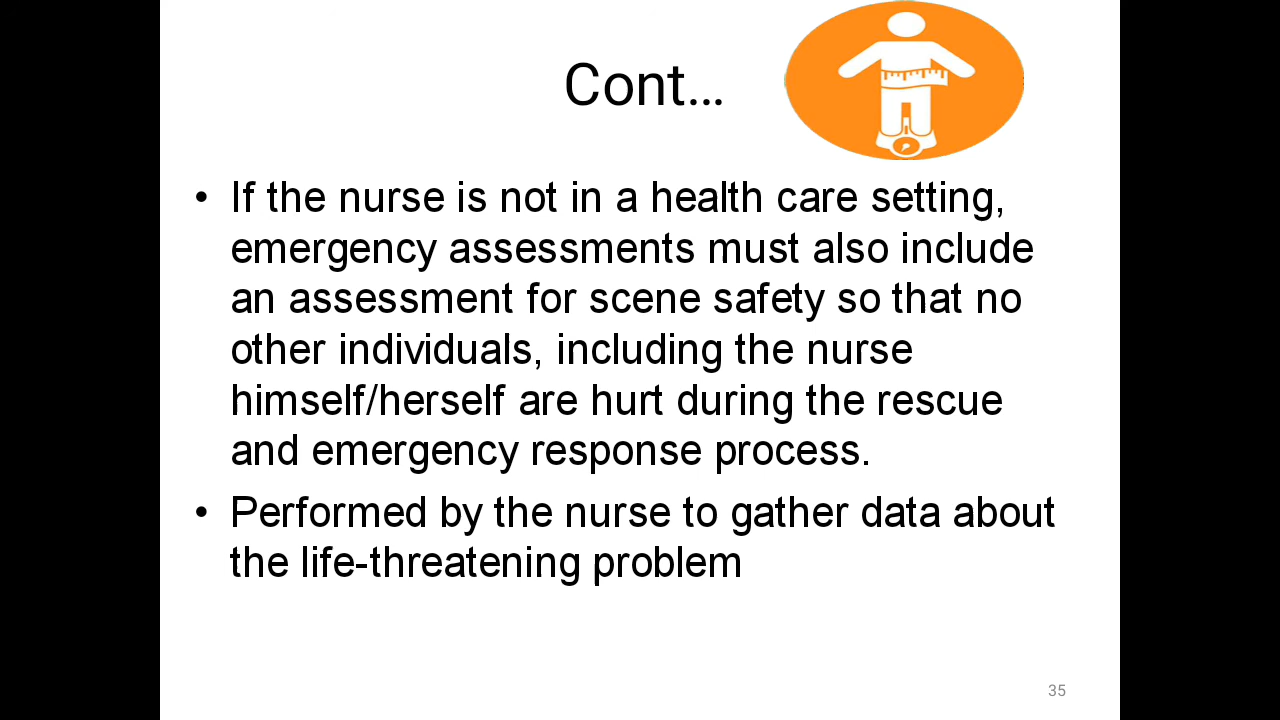 Cont…
• If the nurse is not in a health care setting,
emergency assessments must also include
an assessment for scene safety so that no
other individuals, including the nurse
himself/herself are hurt during the rescue
and emergency response process.
• Performed by the nurse to gather data about
the life-threatening problem
35